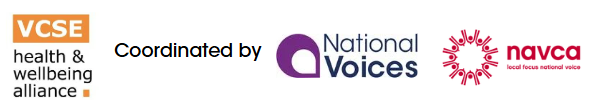 VCSE
health &
wellbeing
alliance
Coordinated by
National
Voices
navca
local focus national voice